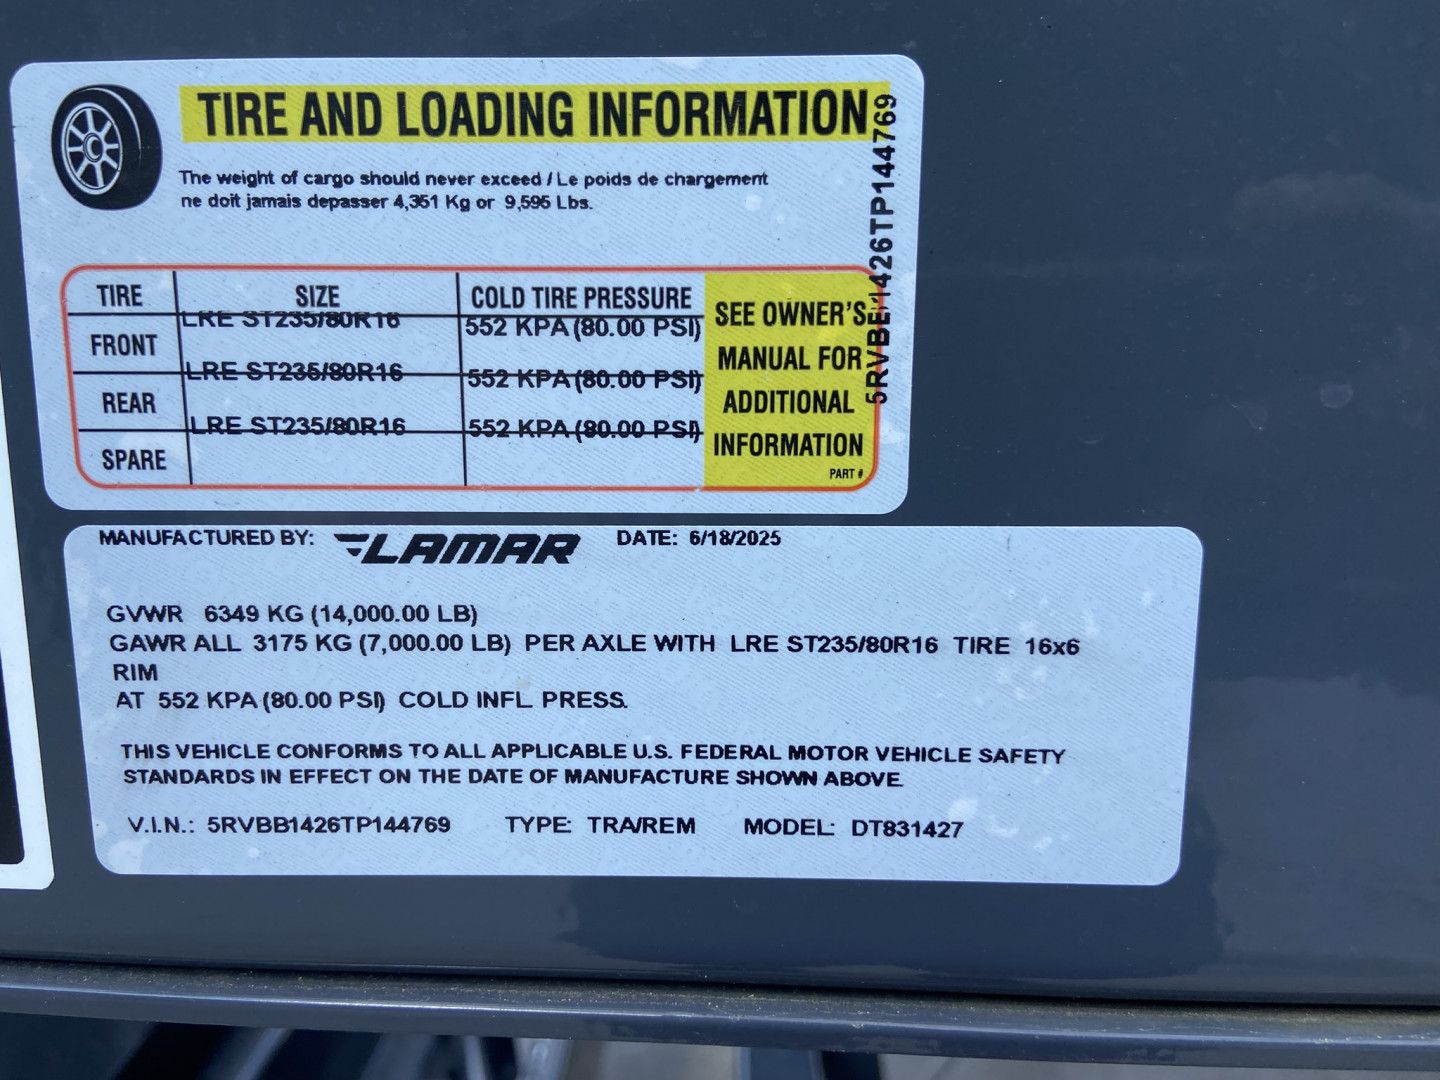 TIRE AND LOADING INFORMATION
The weight of cargo should never exceed / Le poids de chargement
ne doit jamais depasser 4,351 Kg or 9,595 Lbs.
TIRE SIZE COLD TIRE PRESSURE
FRONT LRE ST235/80R16 552 KPA (80.00 PSI)
REAR LRE ST235/80R16 552 KPA (80.00 PSI)
SPARE LRE ST235/80R16 552 KPA (80.00 PSI)
SEE OWNER'S
MANUAL FOR
ADDITIONAL
INFORMATION
PART #
5RVBB1426TP144769
MANUFACTURED BY: LAMAR DATE: 6/18/2025
GVWR 6349 KG (14,000.00 LB)
GAWR ALL 3175 KG (7,000.00 LB) PER AXLE WITH LRE ST235/80R16 TIRE 16x6
RIM
AT 552 KPA (80.00 PSI) COLD INFL. PRESS.
THIS VEHICLE CONFORMS TO ALL APPLICABLE U.S. FEDERAL MOTOR VEHICLE SAFETY
STANDARDS IN EFFECT ON THE DATE OF MANUFACTURE SHOWN ABOVE.
V.I.N.: 5RVBB1426TP144769 TYPE: TRA/REM MODEL: DT831427